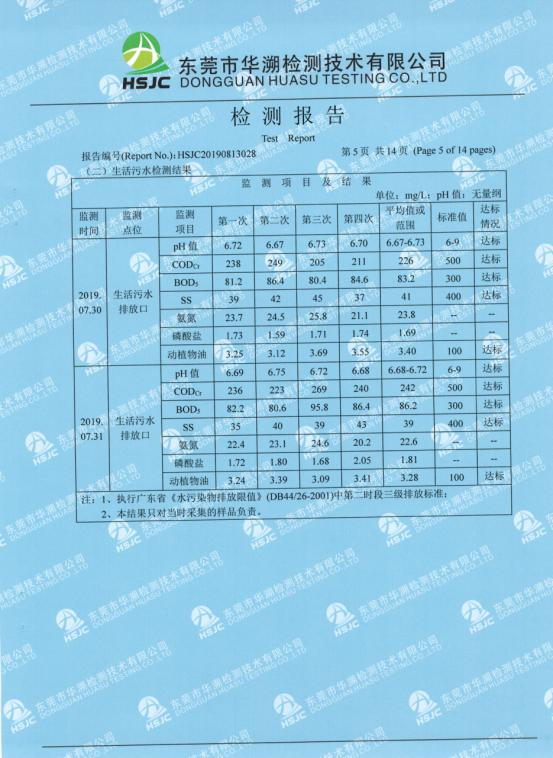 HSJC
东莞市华溯检测技术有限公司
DONGGUAN HUASU TESTING CO.,LTD
检测报告
Test Report
报告编号(Report No.): HSJC20190813028 第5页 共14页 (Page 5 of 14 pages)
（二）生活污水检测结果
监 测 项 目 及 结 果
单位：mg/L；pH 值：无量纲
监测时间 监测点位 监测项目 第一次 第二次 第三次 第四次 平均值或范围 标准值 达标情况
2019.07.30 生活污水排放口
pH 值 6.72 6.67 6.73 6.70 6.67-6.73 6-9 达标
CODCr 238 249 205 211 226 500 达标
BOD5 81.2 86.4 80.4 84.6 83.2 300 达标
SS 39 42 45 37 41 400 达标
氨氮 23.7 24.5 25.8 21.1 23.8 -- --
磷酸盐 1.73 1.59 1.71 1.74 1.69 -- --
动植物油 3.25 3.12 3.69 3.55 3.40 100 达标
2019.07.31 生活污水排放口
pH 值 6.69 6.75 6.72 6.68 6.68-6.72 6-9 达标
CODCr 236 223 269 240 242 500 达标
BOD5 82.2 80.6 95.8 86.4 86.2 300 达标
SS 35 40 39 43 39 400 达标
氨氮 22.4 23.1 24.6 20.2 22.6 -- --
磷酸盐 1.72 1.80 1.68 2.05 1.81 -- --
动植物油 3.24 3.39 3.09 3.41 3.28 100 达标
注：1、执行广东省《水污染物排放限值》(DB44/26-2001)中第二时段三级排放标准；
2、本结果只对当时采集的样品负责。